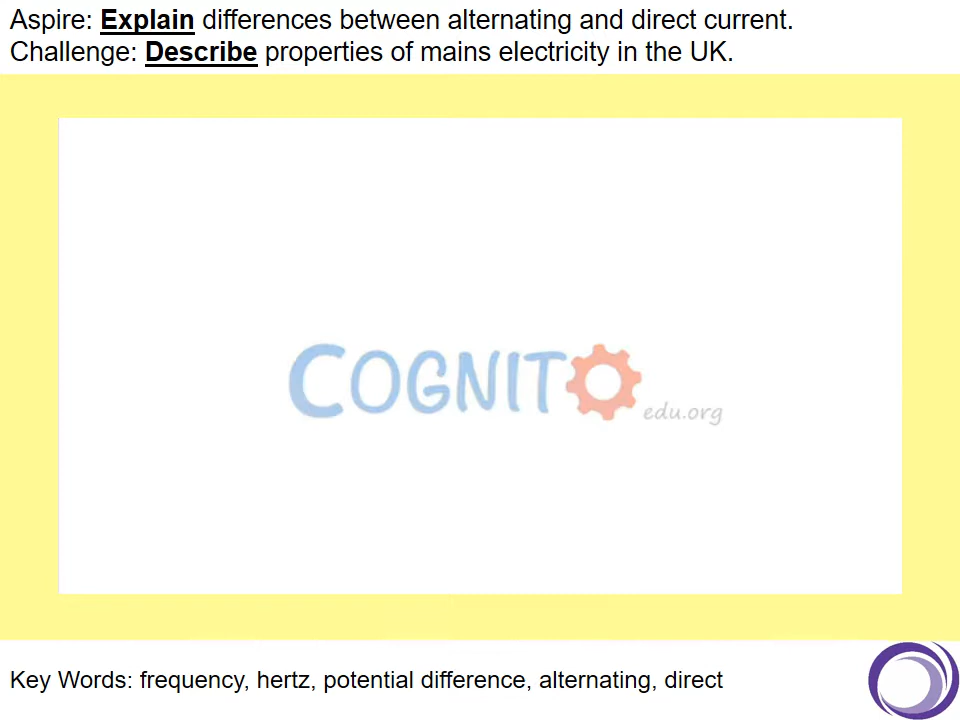 Aspire: Explain differences between alternating and direct current.
Challenge: Describe properties of mains electricity in the UK.
COGNITO
edu.org
Key Words: frequency, hertz, potential difference, alternating, direct